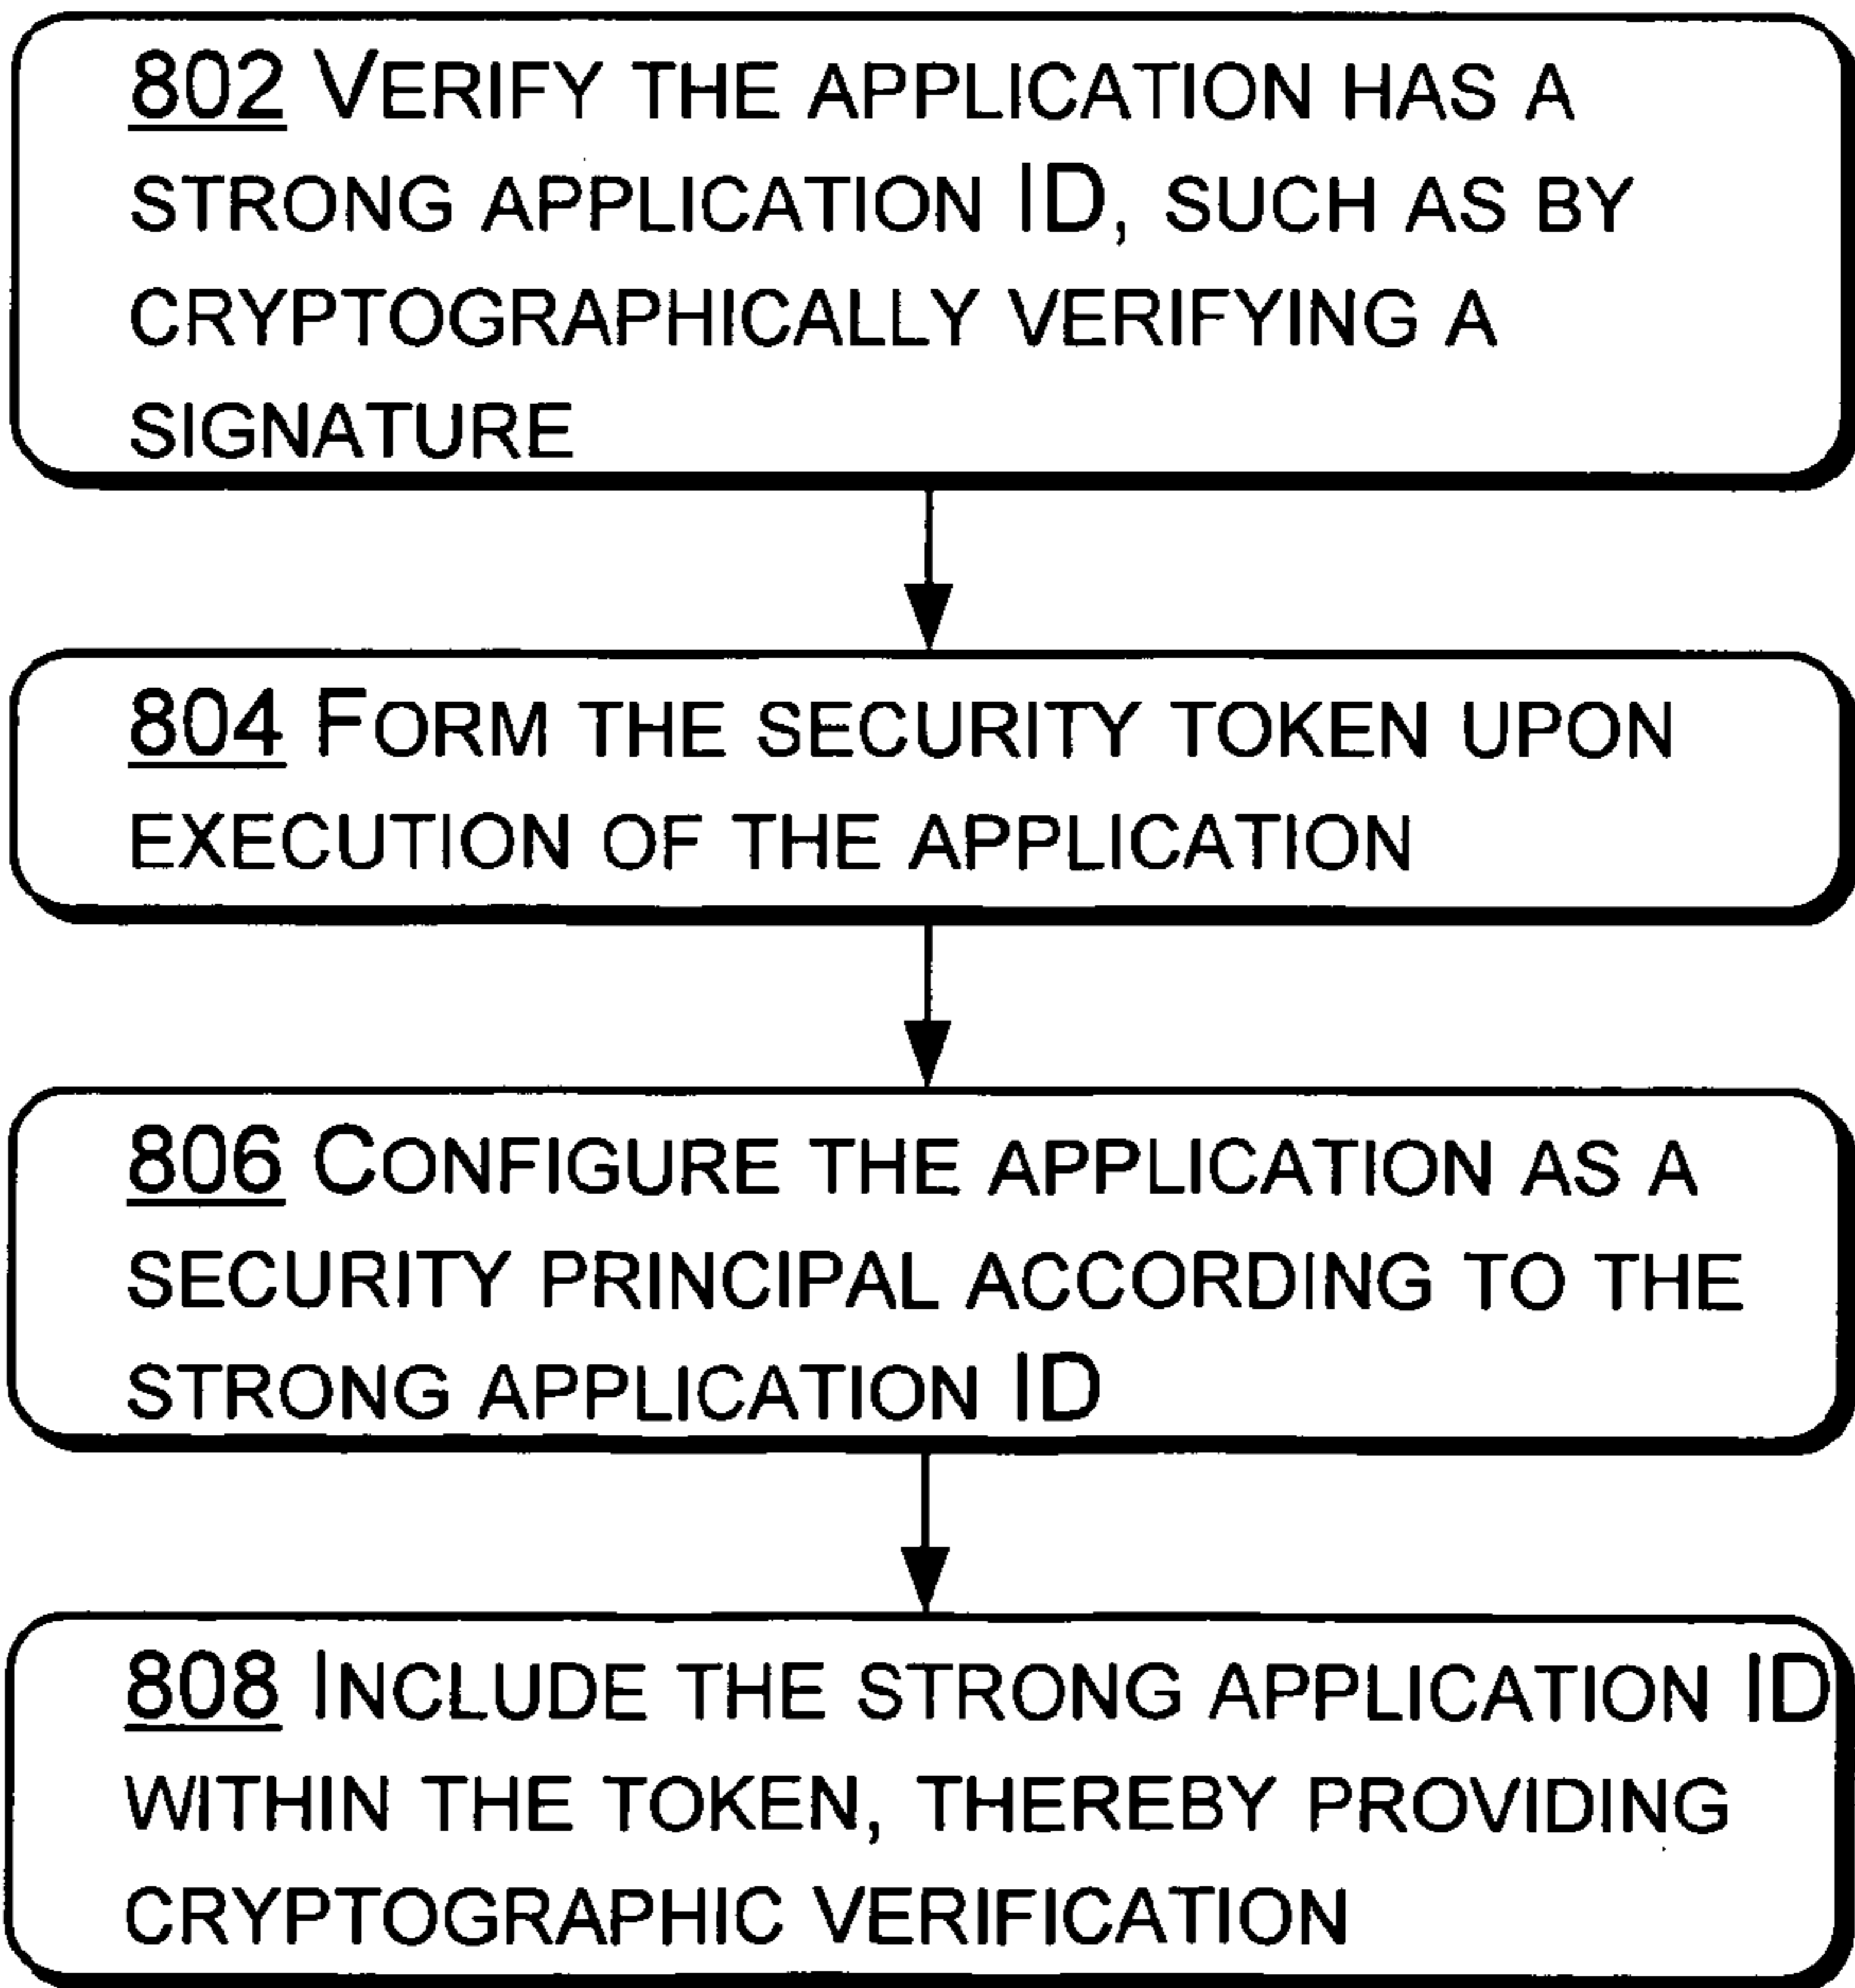 802 VERIFY THE APPLICATION HAS A
STRONG APPLICATION ID, SUCH AS BY
CRYPTOGRAPHICALLY VERIFYING A
SIGNATURE
804 FORM THE SECURITY TOKEN UPON
EXECUTION OF THE APPLICATION
806 CONFIGURE THE APPLICATION AS A
SECURITY PRINCIPAL ACCORDING TO THE
STRONG APPLICATION ID
808 INCLUDE THE STRONG APPLICATION ID
WITHIN THE TOKEN, THEREBY PROVIDING
CRYPTOGRAPHIC VERIFICATION